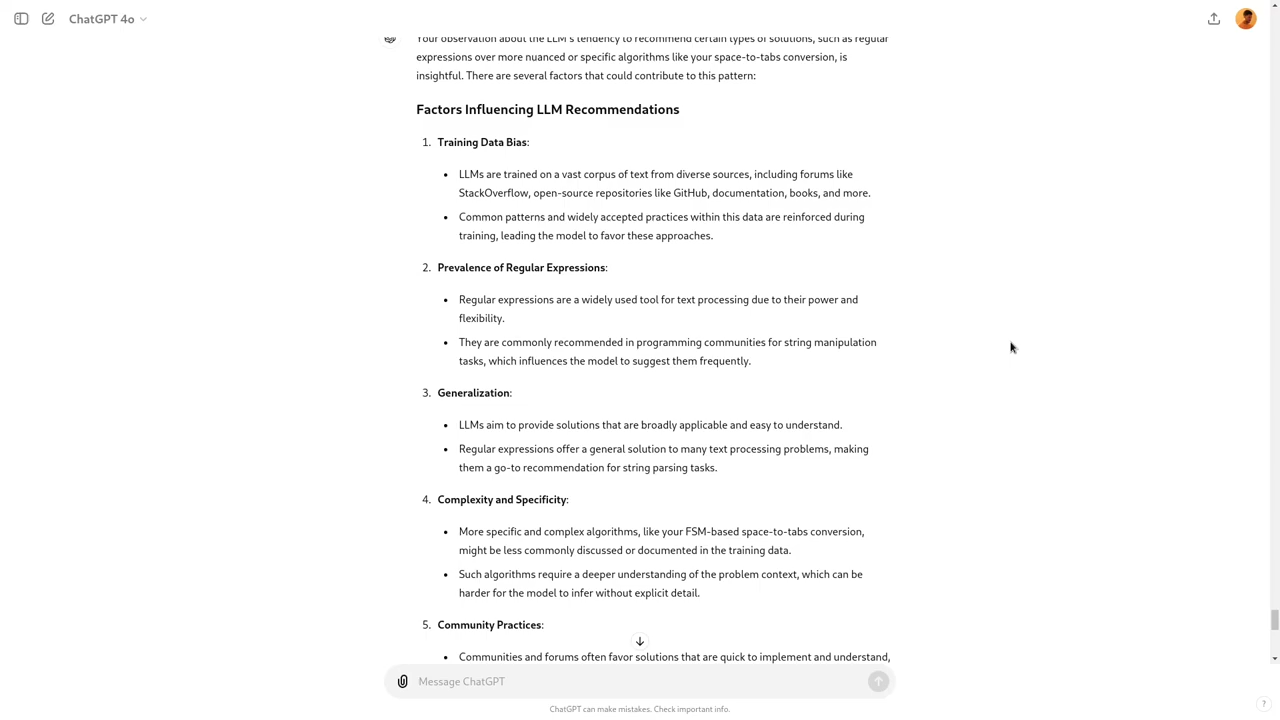 ChatGPT 4o
Your observation about the LLM's tendency to recommend certain types of solutions, such as regular
expressions over more nuanced or specific algorithms like your space-to-tabs conversion, is
insightful. There are several factors that could contribute to this pattern:
Factors Influencing LLM Recommendations
1. Training Data Bias:
• LLMs are trained on a vast corpus of text from diverse sources, including forums like
StackOverflow, open-source repositories like GitHub, documentation, books, and more.
• Common patterns and widely accepted practices within this data are reinforced during
training, leading the model to favor these approaches.
2. Prevalence of Regular Expressions:
• Regular expressions are a widely used tool for text processing due to their power and
flexibility.
• They are commonly recommended in programming communities for string manipulation
tasks, which influences the model to suggest them frequently.
3. Generalization:
• LLMs aim to provide solutions that are broadly applicable and easy to understand.
• Regular expressions offer a general solution to many text processing problems, making
them a go-to recommendation for string parsing tasks.
4. Complexity and Specificity:
• More specific and complex algorithms, like your FSM-based space-to-tabs conversion,
might be less commonly discussed or documented in the training data.
• Such algorithms require a deeper understanding of the problem context, which can be
harder for the model to infer without explicit detail.
5. Community Practices:
• Communities and forums often favor solutions that are quick to implement and understand,
Message ChatGPT
ChatGPT can make mistakes. Check important info.
?